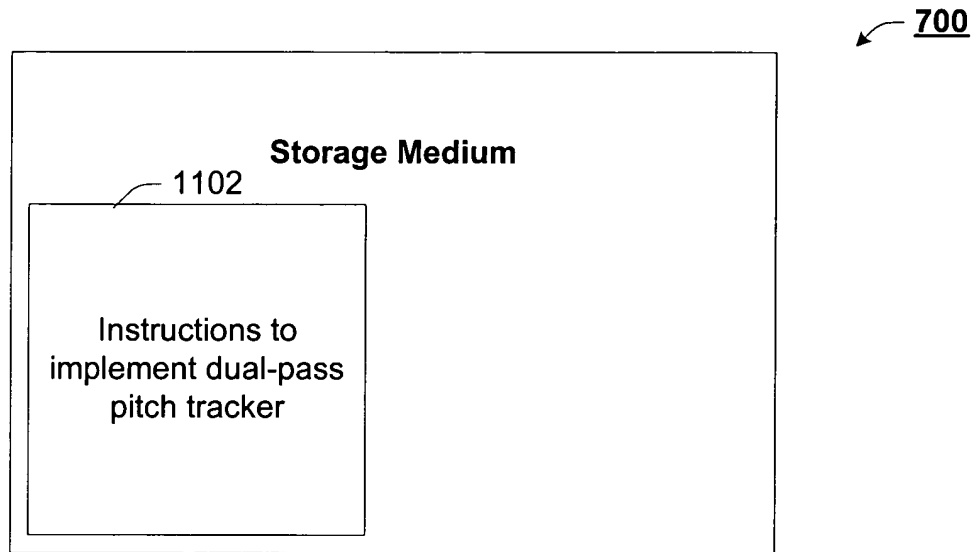 700
Storage Medium
1102
Instructions to
implement dual-pass
pitch tracker